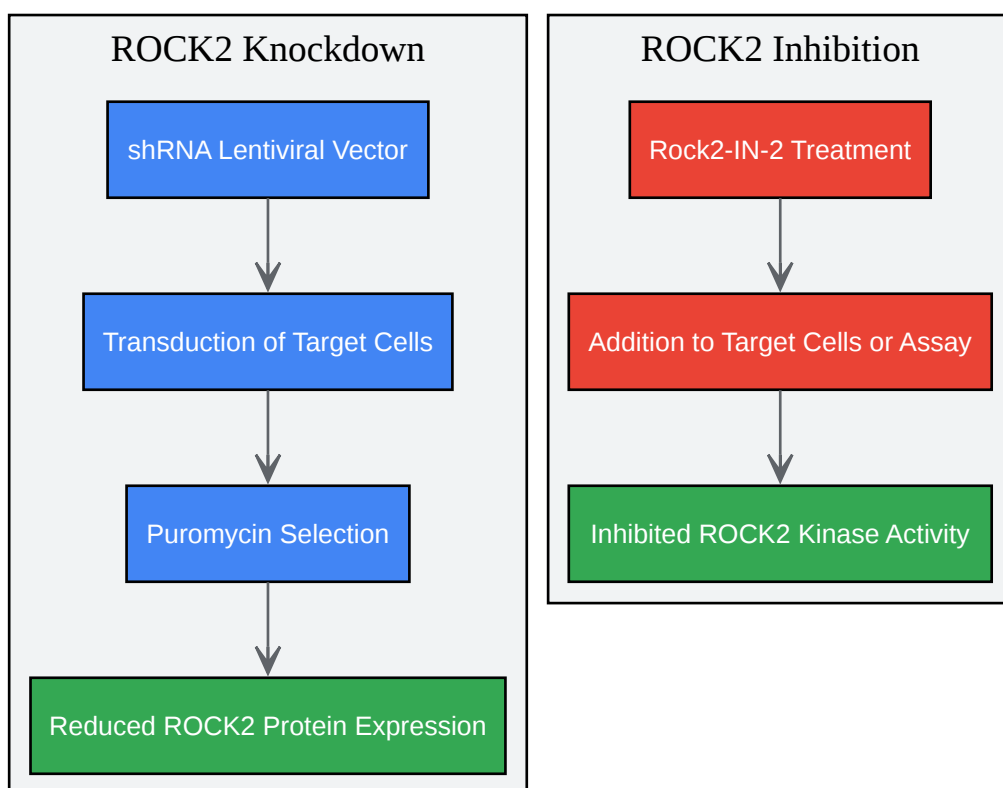 ROCK2 Knockdown
shRNA Lentiviral Vector
Transduction of Target Cells
Puromycin Selection
Reduced ROCK2 Protein Expression
ROCK2 Inhibition
Rock2-IN-2 Treatment
Addition to Target Cells or Assay
Inhibited ROCK2 Kinase Activity